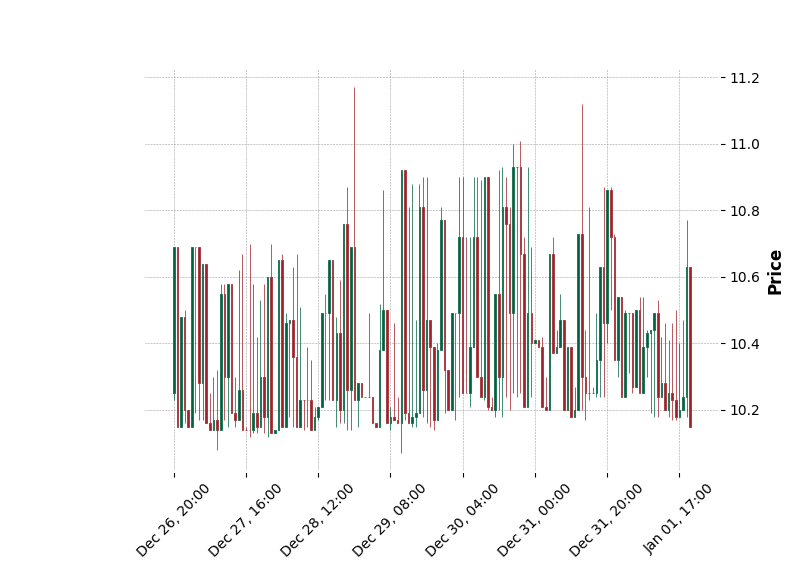 11.2
11.0
10.8
10.6
10.4
10.2
Price
Dec 26, 20:00
Dec 27, 16:00
Dec 28, 12:00
Dec 29, 08:00
Dec 30, 04:00
Dec 31, 00:00
Dec 31, 20:00
Jan 01, 17:00